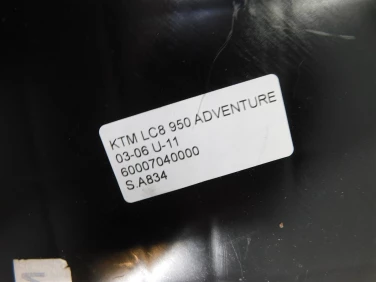 KTM LC8 950 ADVENTURE
03-06 U-11
60007040000
S.A834